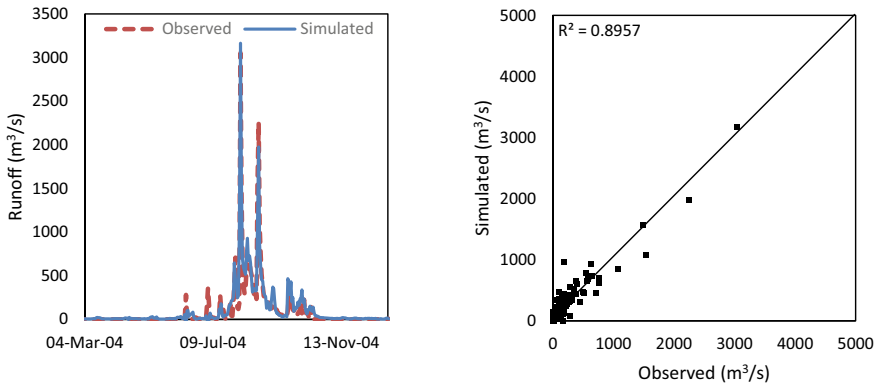 3500
3000
2500
2000
1500
1000
500
0
Runoff (m³/s)
Observed Simulated
04-Mar-04 09-Jul-04 13-Nov-04
R² = 0.8957
5000
4000
3000
2000
1000
0
Simulated (m³/s)
0 1000 2000 3000 4000 5000
Observed (m³/s)